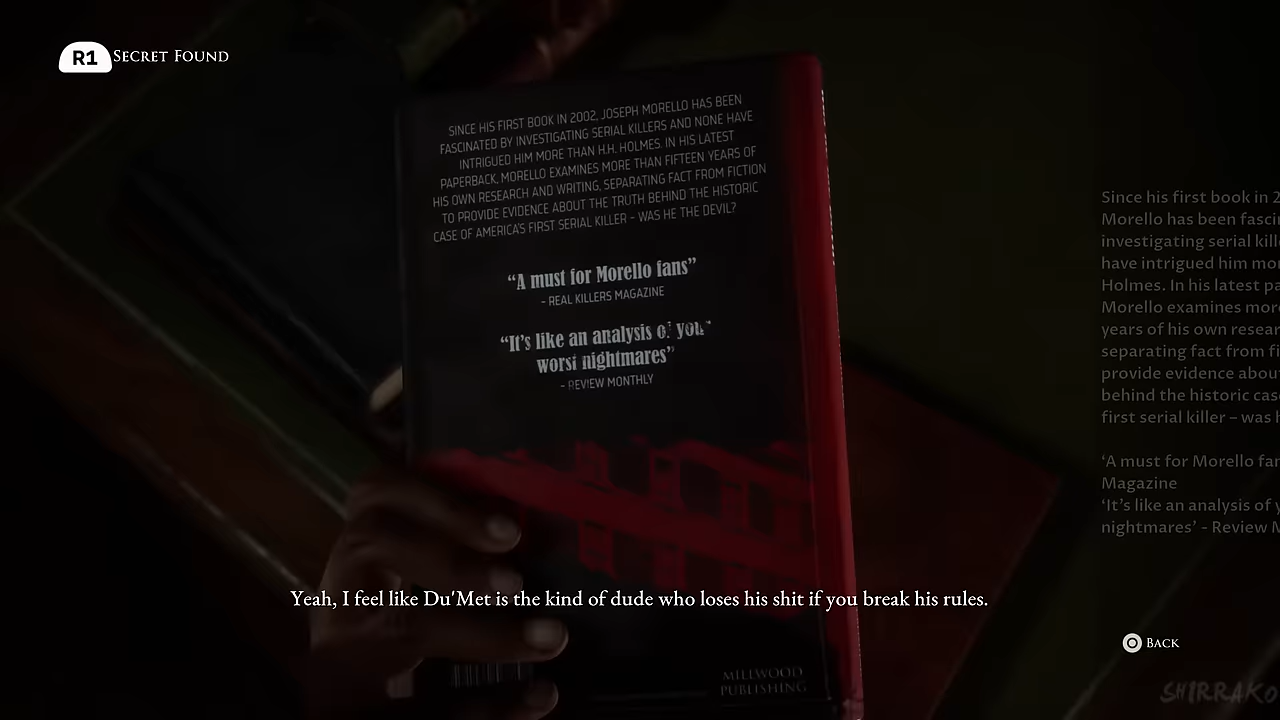 R1 SECRET FOUND
SINCE HIS FIRST BOOK IN 2002, JOSEPH MORELLO HAS BEEN
FASCINATED BY INVESTIGATING SERIAL KILLERS AND NONE HAVE
INTRIGUED HIM MORE THAN H.H. HOLMES. IN HIS LATEST
PAPERBACK, MORELLO EXAMINES MORE THAN FIFTEEN YEARS OF
HIS OWN RESEARCH AND WRITING, SEPARATING FACT FROM FICTION
TO PROVIDE EVIDENCE ABOUT THE TRUTH BEHIND THE HISTORIC
CASE OF AMERICA'S FIRST SERIAL KILLER – WAS HE THE DEVIL?
“A must for Morello fans”
- REAL KILLERS MAGAZINE
“It's like an analysis of your
worst nightmares”
- REVIEW MONTHLY
MILLWOOD
PUBLISHING
Since his first book in 2
Morello has been fascin
investigating serial kille
have intrigued him mor
Holmes. In his latest pa
Morello examines more
years of his own resear
separating fact from fi
provide evidence about
behind the historic case
first serial killer – was h
‘A must for Morello fan
Magazine
‘It's like an analysis of y
nightmares’ - Review M
Yeah, I feel like Du'Met is the kind of dude who loses his shit if you break his rules.
BACK
SHIRRAKO